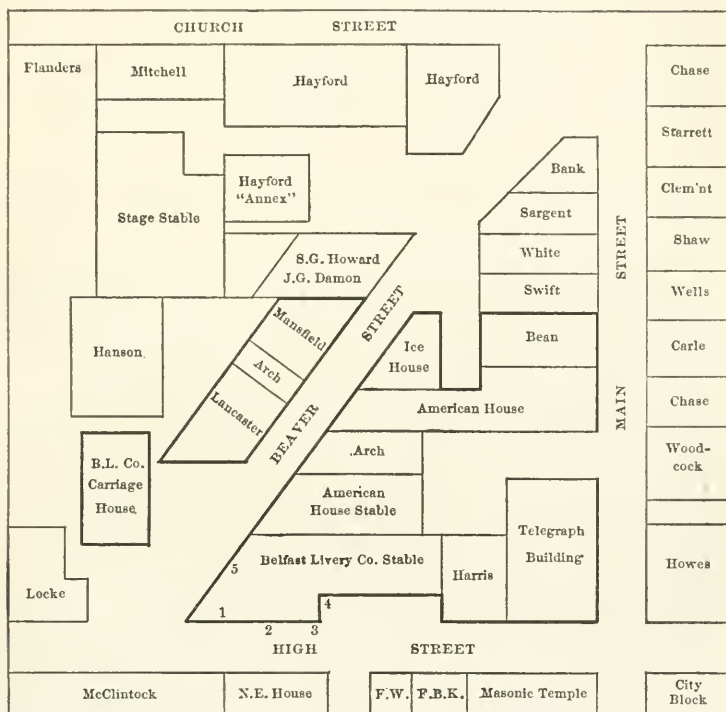 CHURCH STREET
Flanders
Mitchell
Hayford
Hayford
Chase
Starrett
Bank
Hayford
"Annex"
Clem'nt
Stage Stable
Sargent
S.G. Howard
J.G. Damon
White
Shaw
Swift
Wells
STREET
MAIN STREET
Mansfield
Arch
Lancaster
Hanson.
Ice
House
Bean
Carle
BEAVER
American House
Chase
Arch
Wood-
cock
B.L. Co.
Carriage
House
American
House Stable
Telegraph
Building
Belfast Livery Co. Stable
Harris
Howes
5
Locke
1
2
3
4
HIGH STREET
McClintock
N.E. House
F.W.
F.B.K.
Masonic Temple
City
Block